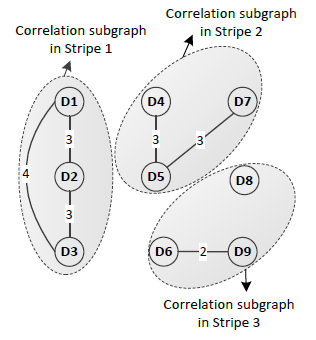 Correlation subgraph
in Stripe 2
Correlation subgraph
in Stripe 1
D1
D4
D7
3
3
3
4
D2
D5
D8
3
D3
D6
2
D9
Correlation subgraph
in Stripe 3